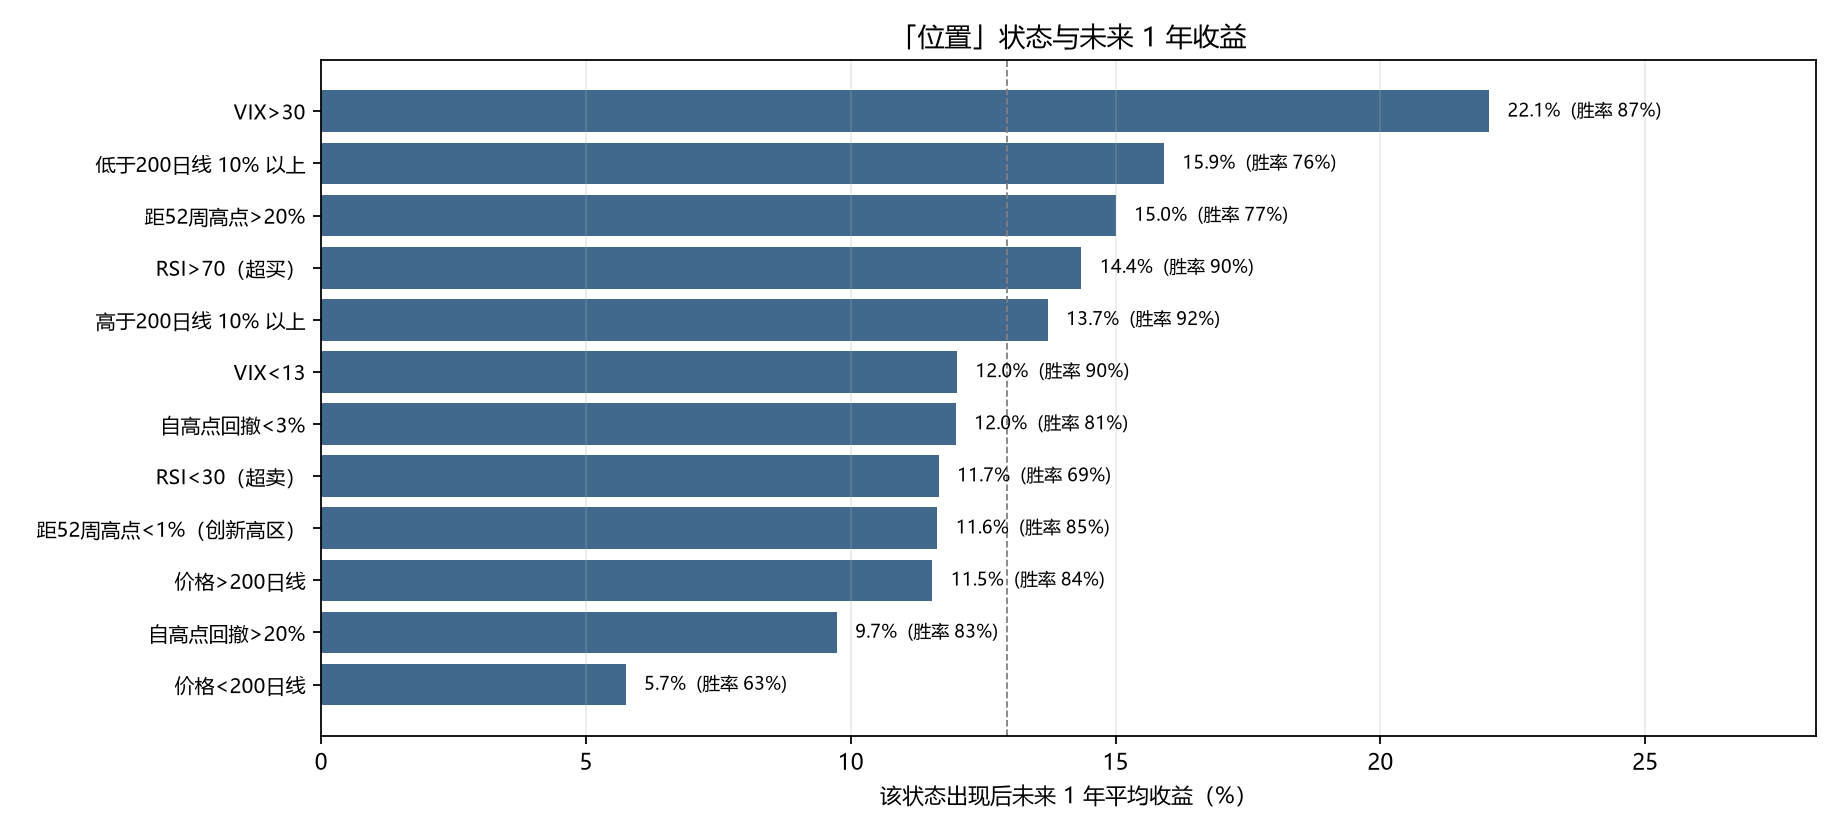 「位置」状态与未来 1 年收益
VIX>30 22.1% (胜率 87%)
低于200日线 10% 以上 15.9% (胜率 76%)
距52周高点>20% 15.0% (胜率 77%)
RSI>70（超买） 14.4% (胜率 90%)
高于200日线 10% 以上 13.7% (胜率 92%)
VIX<13 12.0% (胜率 90%)
自高点回撤<3% 12.0% (胜率 81%)
RSI<30（超卖） 11.7% (胜率 69%)
距52周高点<1%（创新高区） 11.6% (胜率 85%)
价格>200日线 11.5% (胜率 84%)
自高点回撤>20% 9.7% (胜率 83%)
价格<200日线 5.7% (胜率 63%)
0 5 10 15 20 25
该状态出现后未来 1 年平均收益（%）